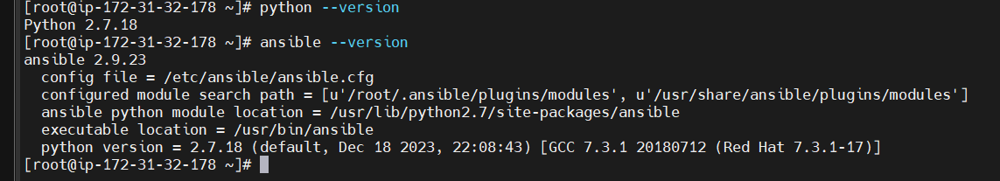 [root@ip-172-31-32-178 ~]# python --version
Python 2.7.18
[root@ip-172-31-32-178 ~]# ansible --version
ansible 2.9.23
  config file = /etc/ansible/ansible.cfg
  configured module search path = [u'/root/.ansible/plugins/modules', u'/usr/share/ansible/plugins/modules']
  ansible python module location = /usr/lib/python2.7/site-packages/ansible
  executable location = /usr/bin/ansible
  python version = 2.7.18 (default, Dec 18 2023, 22:08:43) [GCC 7.3.1 20180712 (Red Hat 7.3.1-17)]
[root@ip-172-31-32-178 ~]#